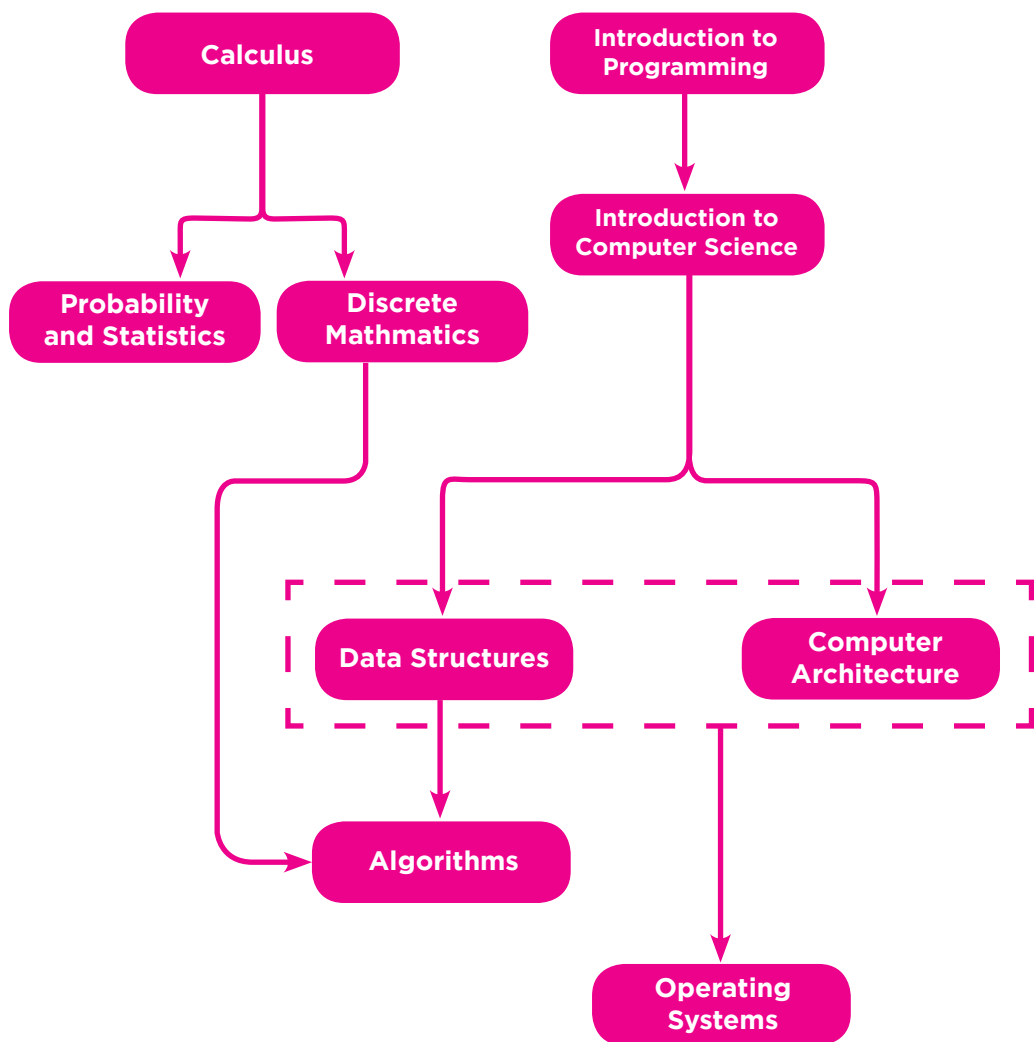 Calculus
Introduction to
Programming
Introduction to
Computer Science
Probability
and Statistics
Discrete
Mathmatics
Data Structures
Computer
Architecture
Algorithms
Operating
Systems